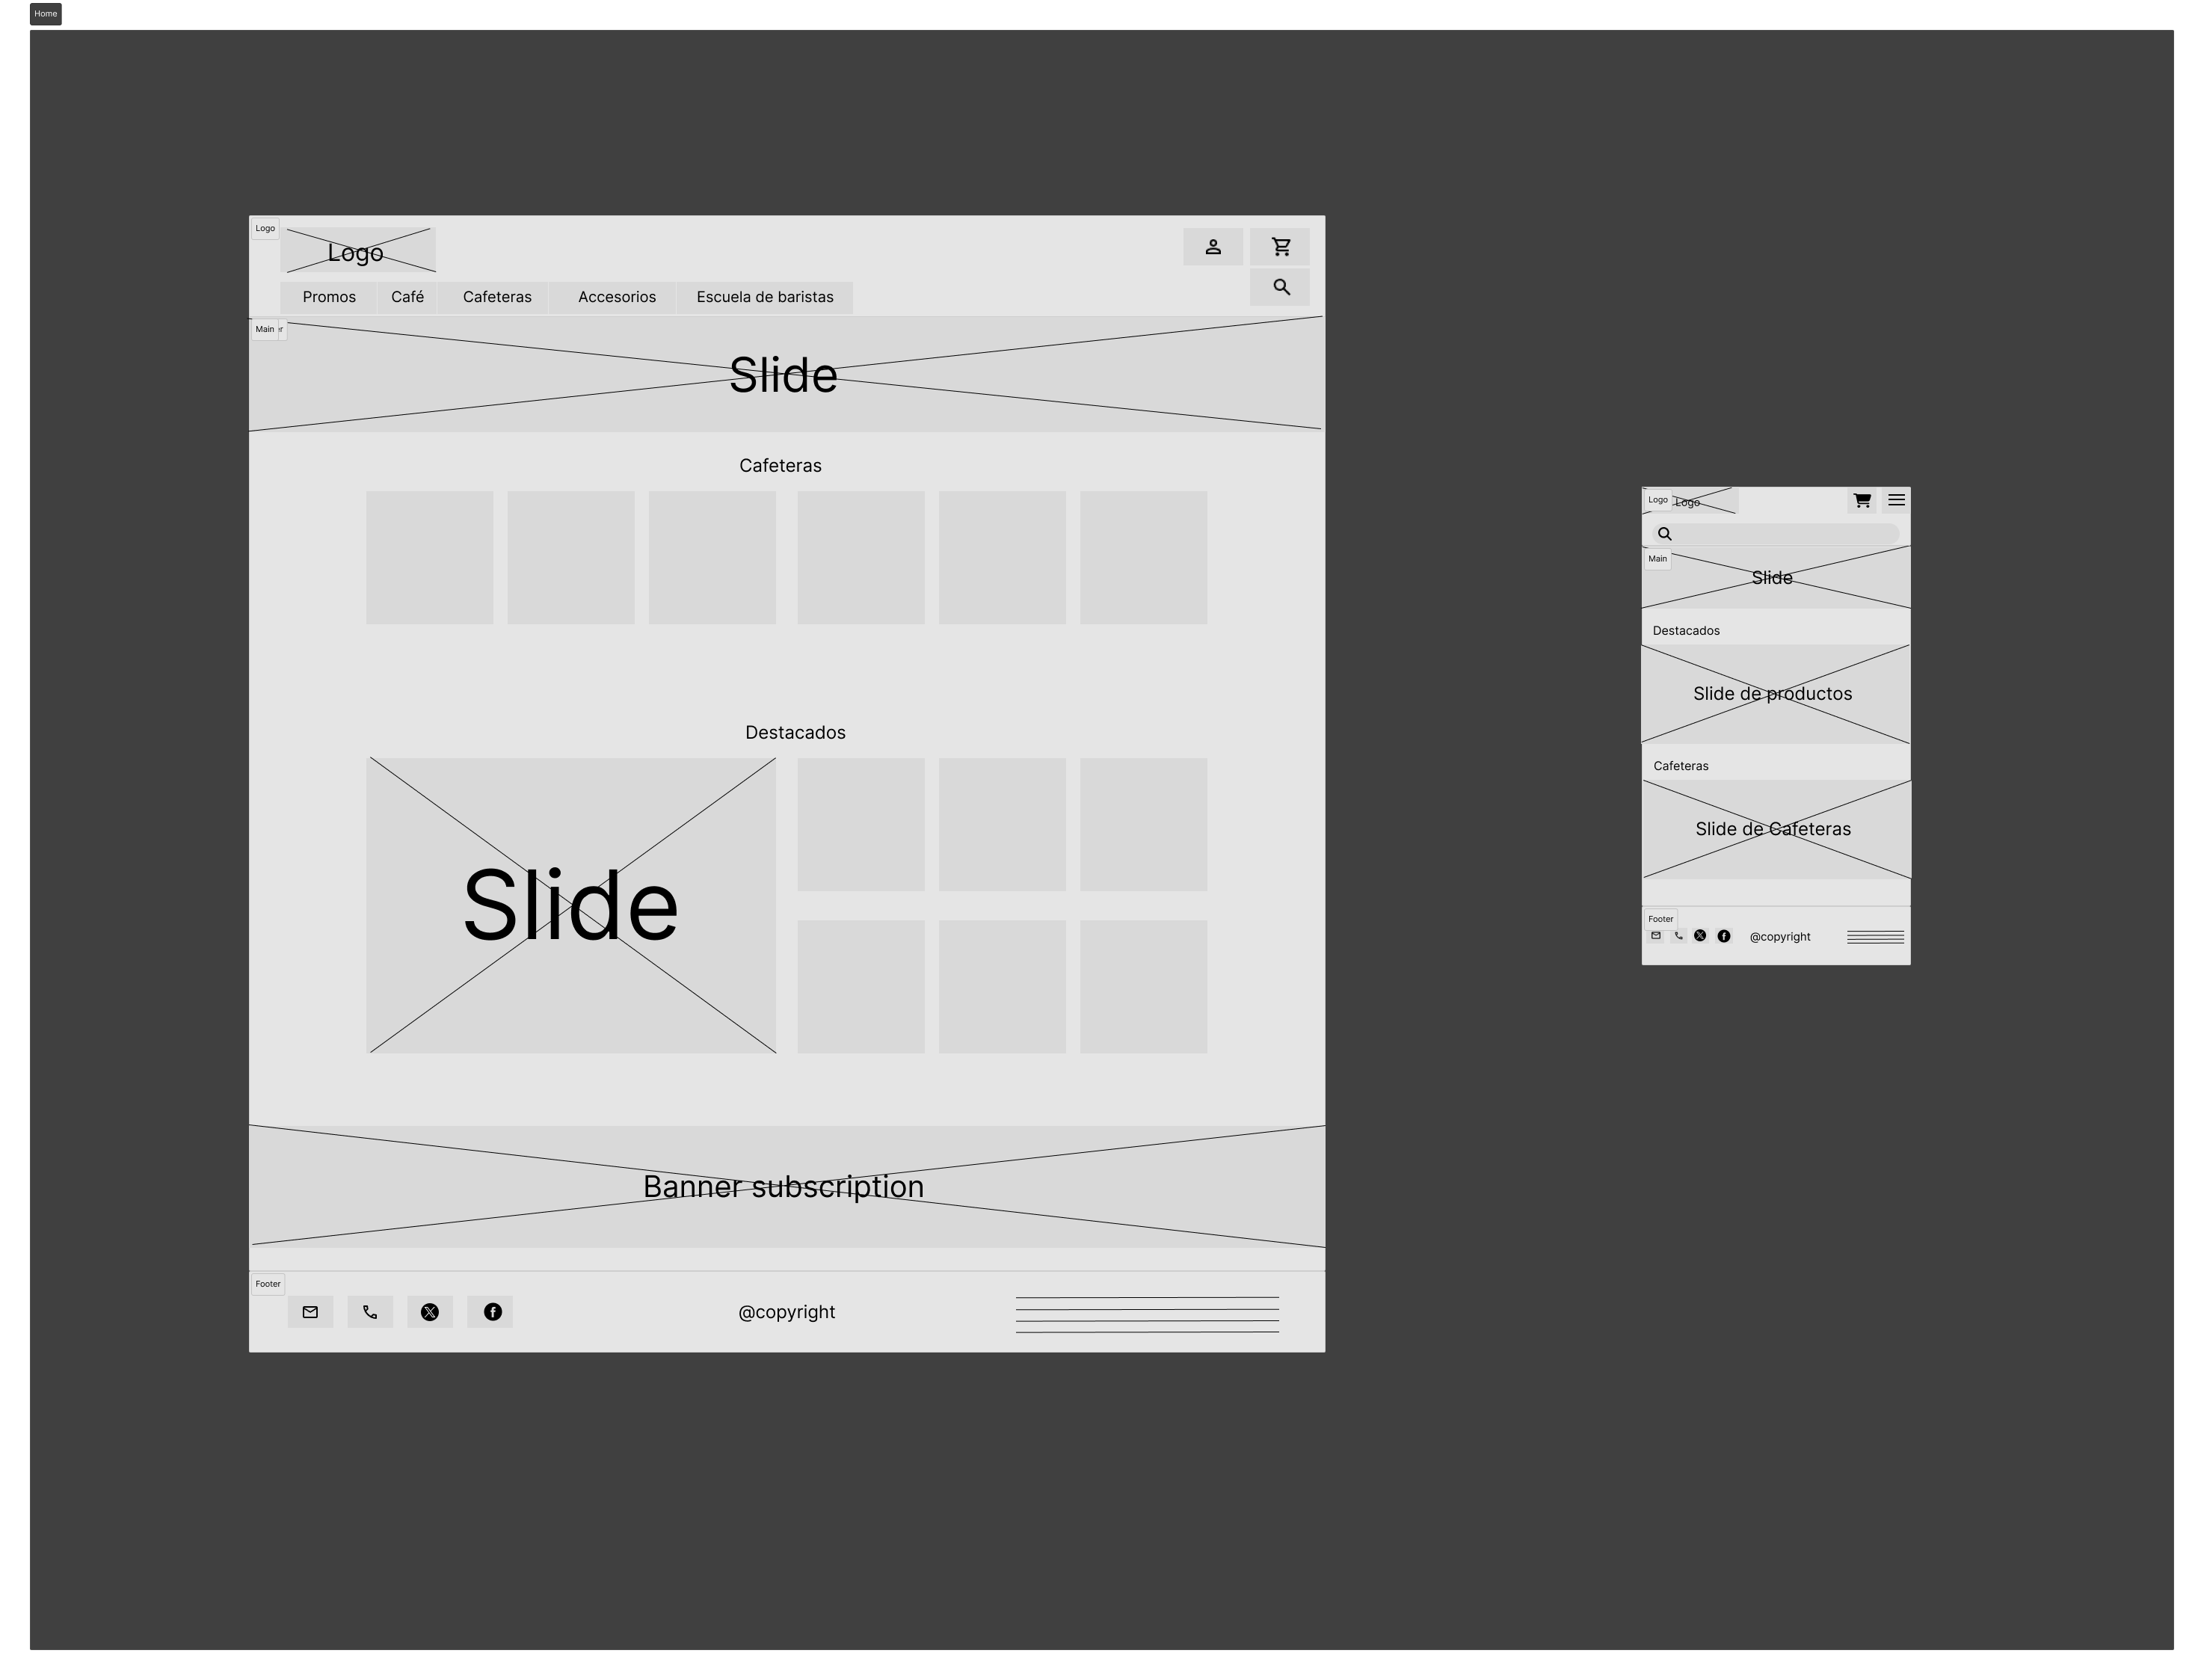 Home
Logo
Logo
Promos
Café
Cafeteras
Accesorios
Escuela de baristas
Main
Slide
Cafeteras
Destacados
Slide
Banner subscription
Footer
@copyright
Logo
Logo
Main
Slide
Destacados
Slide de productos
Cafeteras
Slide de Cafeteras
Footer
@copyright